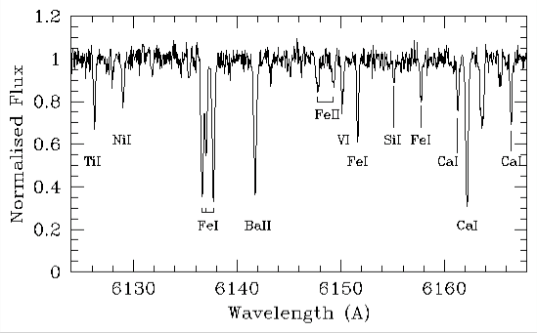 1.2
1
0.8
0.6
0.4
0.2
0
Normalised Flux
TiI
NiI
FeI
BaII
FeII
VI
FeI
SiI
FeI
CaI
CaI
CaI
6130
6140
6150
6160
Wavelength (A)